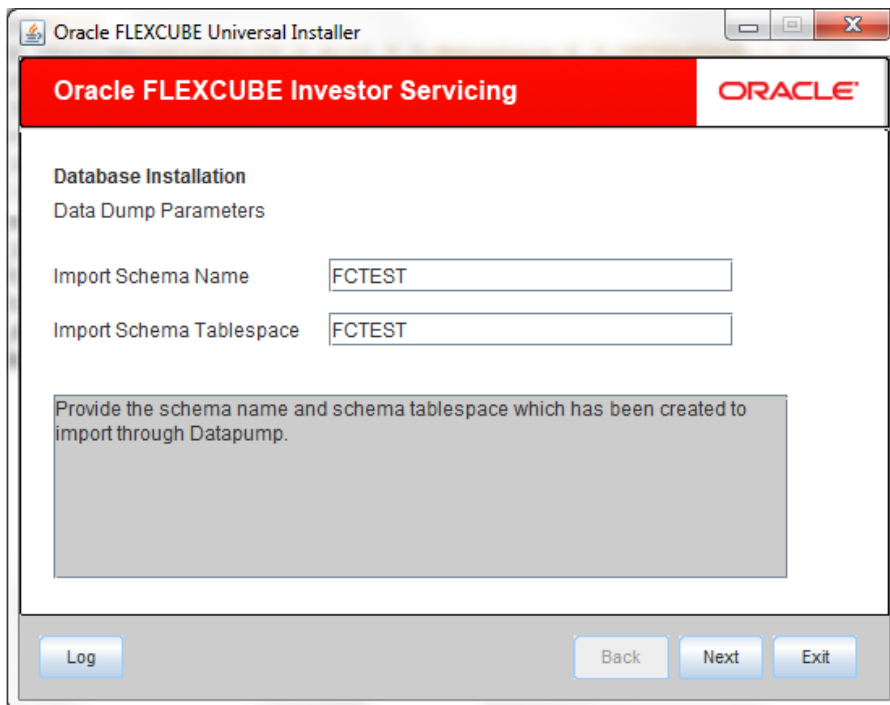 Oracle FLEXCUBE Universal Installer
Oracle FLEXCUBE Investor Servicing
ORACLE
Database Installation
Data Dump Parameters
Import Schema Name FCTEST
Import Schema Tablespace FCTEST
Provide the schema name and schema tablespace which has been created to
import through Datapump.
Log Back Next Exit